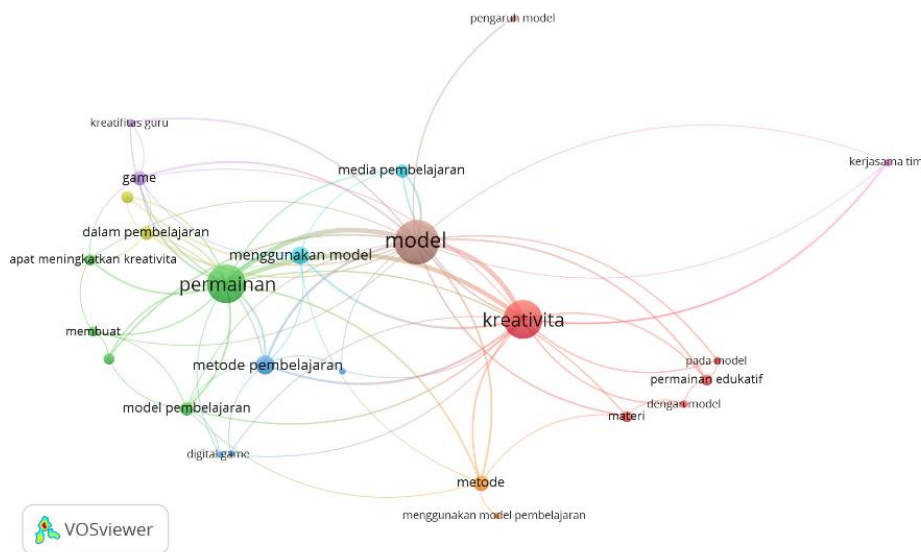 pengaruh model
kreatifitas guru
kerjasama tim
media pembelajaran
game
dalam pembelajaran
model
menggunakan model
apat meningkatkan kreativita
permainan
kreativita
membuat
metode pembelajaran
pada model
permainan edukatif
model pembelajaran
dengan model
materi
digital game
metode
menggunakan model pembelajaran
VOSviewer